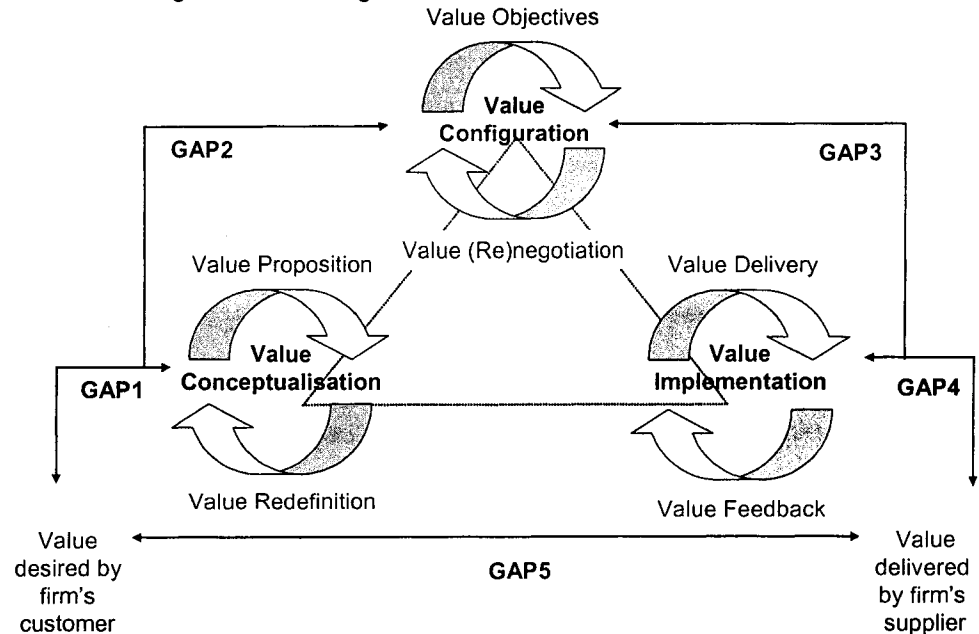 Value Objectives
Value
Configuration
GAP2
GAP3
Value (Re)negotiation
Value Proposition
Value Delivery
Value
Conceptualisation
Value
Implementation
GAP1
GAP4
Value Redefinition
Value Feedback
Value
desired by
firm's
customer
GAP5
Value
delivered
by firm's
supplier